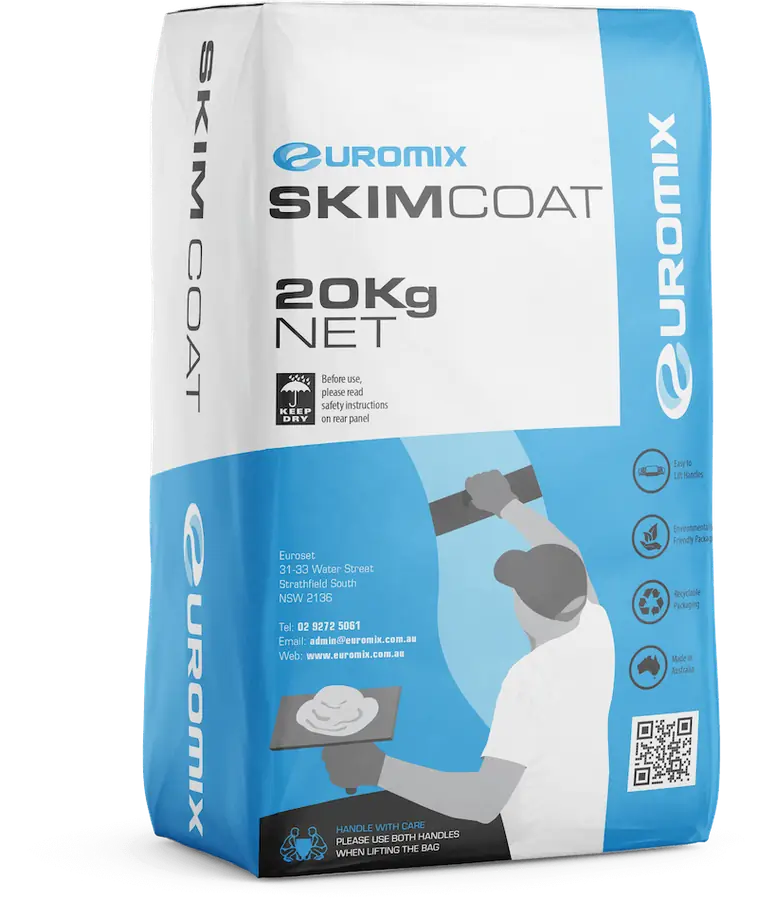 SKIM COAT
EUROMIX
EUROMIX
SKIMCOAT
20Kg
NET
KEEP
DRY
Before use,
please read
safety instructions
on rear panel
Euroset
31-33 Water Street
Strathfield South
NSW 2136
Tel: 02 9272 5061
Email: admin@euromix.com.au
Web: www.euromix.com.au
HANDLE WITH CARE
PLEASE USE BOTH HANDLES
WHEN LIFTING THE BAG
EUROMIX
Easy to
Lift Handles
Environmentally
Friendly Packag
Recyclable
Packaging
Made in
Australia